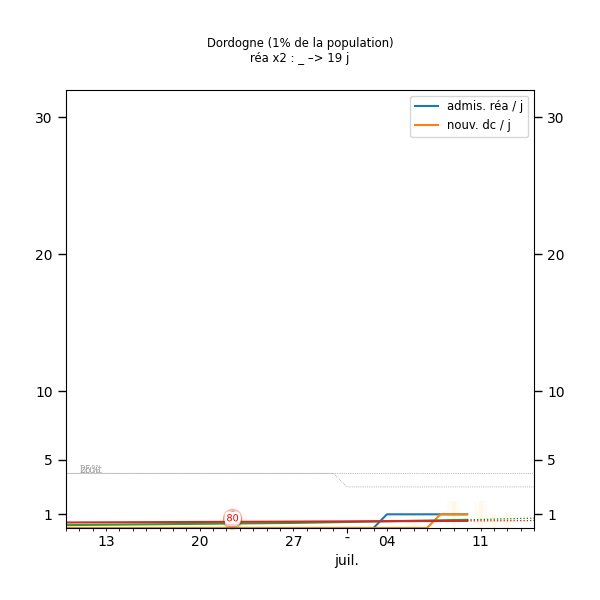 Dordogne (1% de la population)
réa x2 : _ –> 19 j
admis. réa / j
nouv. dc / j
30 30
20 20
10 10
5 5
25%
80
1 1
13 20 27 - 04 11
juil.